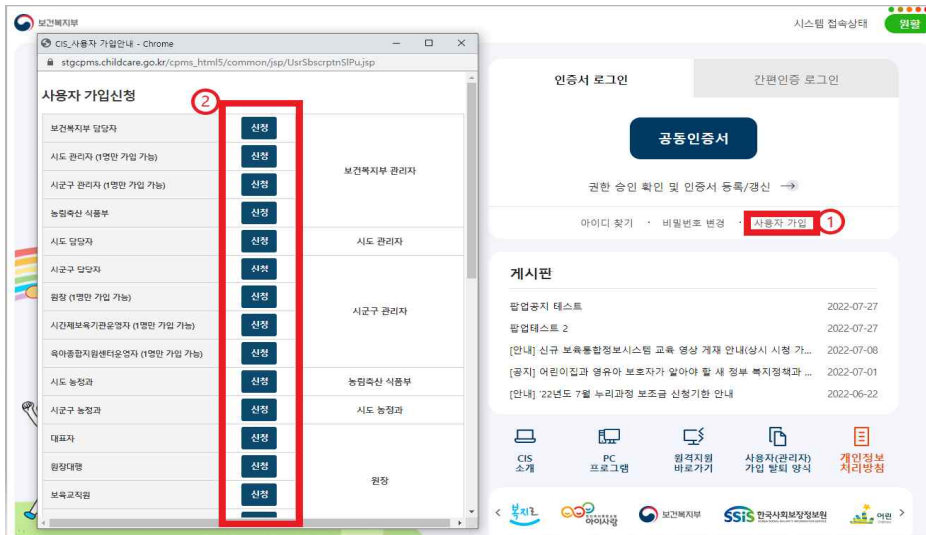 보건복지부
시스템 접속상태
원활
CIS_사용자 가입안내 - Chrome
stgcpms.childcare.go.kr/cpms_html5/common/jsp/UsrSbscrptnSlPu.jsp
사용자 가입신청
②
보건복지부 담당자 신청
시도 관리자 (1명만 가입 가능) 신청
시군구 관리자 (1명만 가입 가능) 신청
농림축산 식품부 신청
보건복지부 관리자
시도 담당자 신청 시도 관리자
시군구 담당자 신청
원장 (1명만 가입 가능) 신청
시간제보육기관운영자 (1명만 가입 가능) 신청
육아종합지원센터운영자 (1명만 가입 가능) 신청
시군구 관리자
시도 농정과 신청 농림축산 식품부
시군구 농정과 신청 시도 농정과
대표자 신청
원장대행 신청
보육교직원 신청
원장
인증서 로그인
간편인증 로그인
공동인증서
권한 승인 확인 및 인증서 등록/갱신 →
아이디 찾기 · 비밀번호 변경 · 사용자 가입 ①
게시판
팝업공지 테스트 2022-07-27
팝업테스트 2 2022-07-27
[안내] 신규 보육통합정보시스템 교육 영상 게재 안내(상시 시청 가... 2022-07-08
[공지] 어린이집과 영유아 보호자가 알아야 할 새 정부 복지정책과 ... 2022-07-01
[안내] '22년도 7월 누리과정 보조금 신청기한 안내 2022-06-22
CIS
소개
PC
프로그램
원격지원
바로가기
사용자(관리자)
가입 탈퇴 양식
개인정보
처리방침
복지로
아이사랑
보건복지부
SSiS 한국사회보장정보원
어린